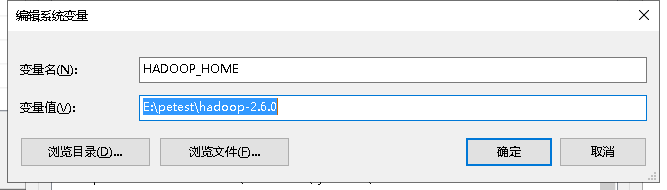 编辑系统变量
变量名(N):
HADOOP_HOME
变量值(V):
E:\petest\hadoop-2.6.0
浏览目录(D)...
浏览文件(F)...
确定
取消